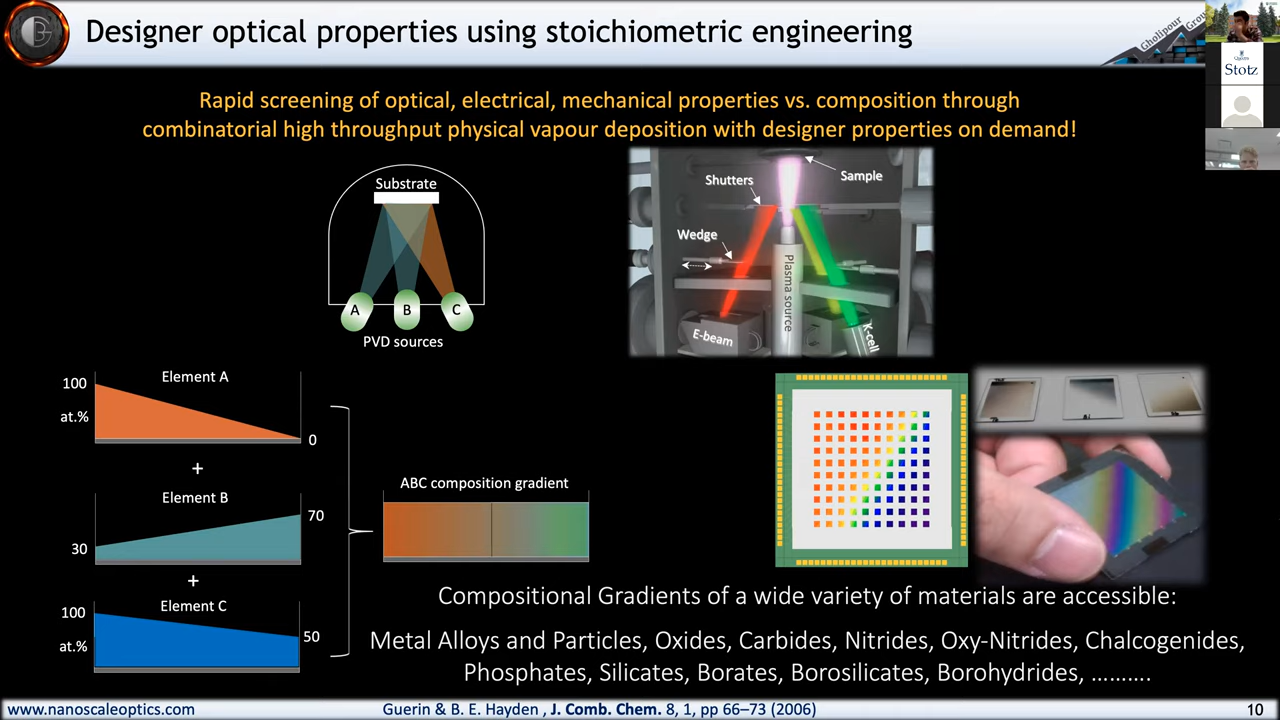 Designer optical properties using stoichiometric engineering
Gholipour Grou
Queen's
Stotz
Rapid screening of optical, electrical, mechanical properties vs. composition through
combinatorial high throughput physical vapour deposition with designer properties on demand!
Substrate
A
B
C
PVD sources
Shutters
Sample
Wedge
Plasma source
E-beam
K-cell
Element A
100
at.%
0
+
Element B
70
30
+
Element C
100
at.%
50
ABC composition gradient
Compositional Gradients of a wide variety of materials are accessible:
Metal Alloys and Particles, Oxides, Carbides, Nitrides, Oxy-Nitrides, Chalcogenides,
Phosphates, Silicates, Borates, Borosilicates, Borohydrides, ……….
www.nanoscaleoptics.com
Guerin & B. E. Hayden , J. Comb. Chem. 8, 1, pp 66–73 (2006)
10